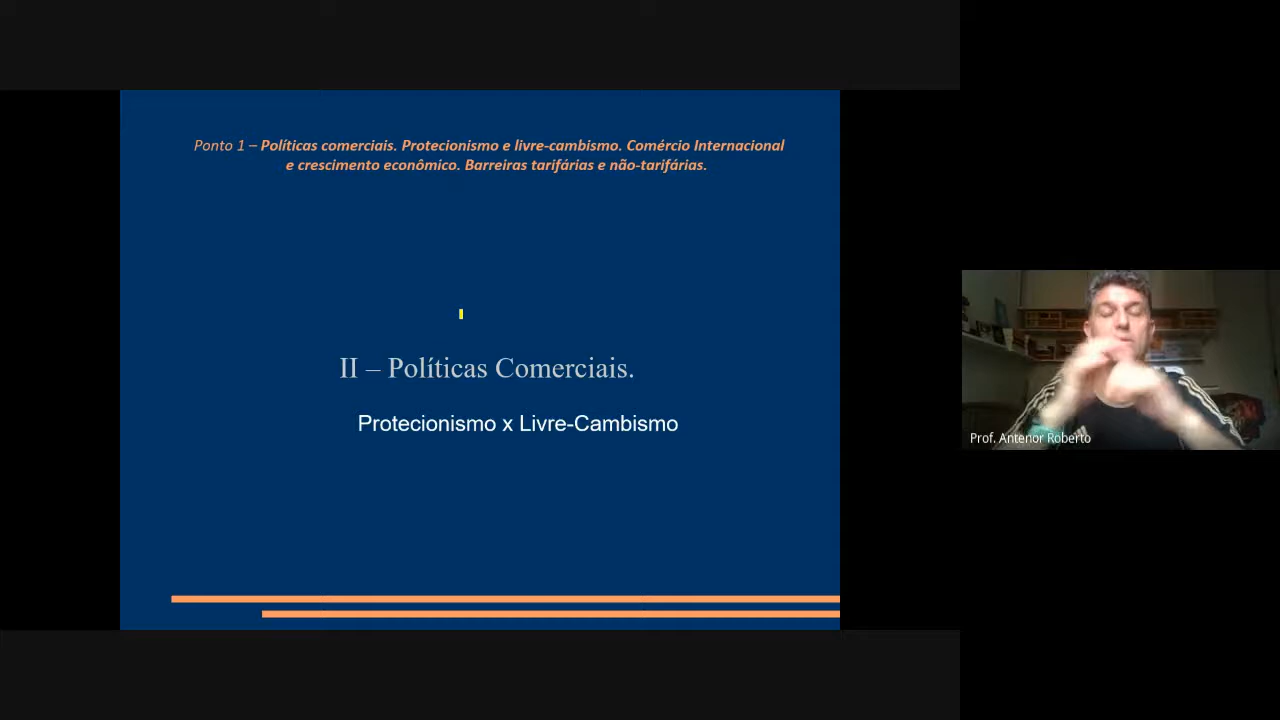 Ponto 1 – Políticas comerciais. Protecionismo e livre-cambismo. Comércio Internacional
e crescimento econômico. Barreiras tarifárias e não-tarifárias.
II – Políticas Comerciais.
Protecionismo x Livre-Cambismo
Prof. Antenor Roberto